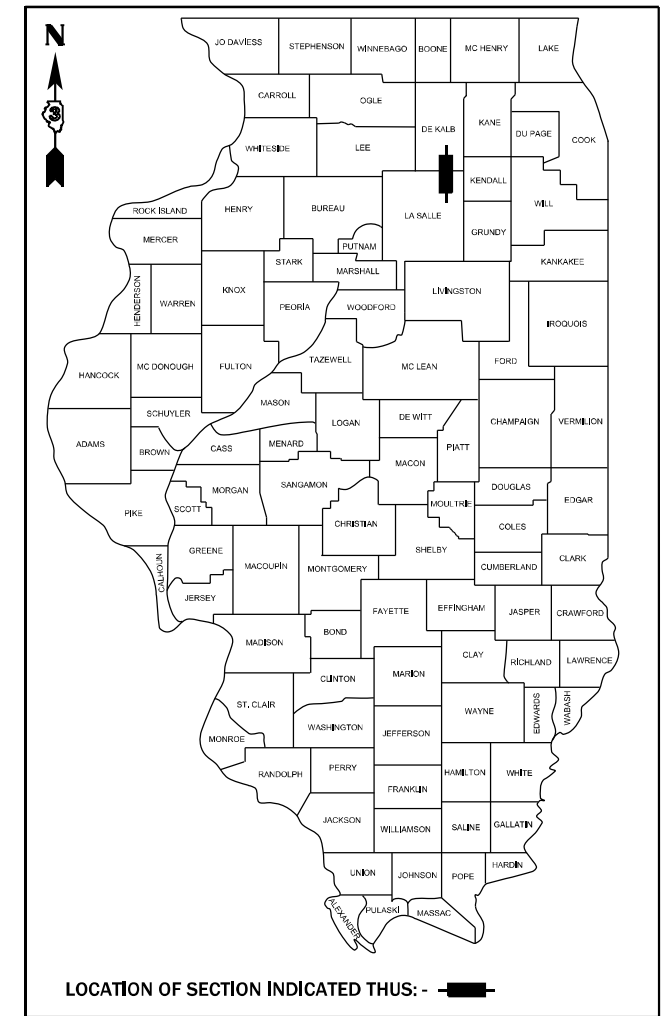 N
3
JO DAVIESS
STEPHENSON
WINNEBAGO
BOONE
MC HENRY
LAKE
CARROLL
OGLE
DE KALB
KANE
DU PAGE
COOK
WHITESIDE
LEE
KENDALL
WILL
ROCK ISLAND
HENRY
BUREAU
LA SALLE
GRUNDY
MERCER
PUTNAM
STARK
MARSHALL
KANKAKEE
HENDERSON
WARREN
KNOX
PEORIA
WOODFORD
LIVINGSTON
IROQUOIS
HANCOCK
MC DONOUGH
FULTON
TAZEWELL
MC LEAN
FORD
SCHUYLER
MASON
LOGAN
DE WITT
CHAMPAIGN
VERMILION
ADAMS
BROWN
CASS
MENARD
PIATT
MACON
PIKE
SCOTT
MORGAN
SANGAMON
CHRISTIAN
MOULTRIE
DOUGLAS
EDGAR
COLES
CALHOUN
GREENE
MACOUPIN
MONTGOMERY
SHELBY
CUMBERLAND
CLARK
JERSEY
FAYETTE
EFFINGHAM
JASPER
CRAWFORD
MADISON
BOND
CLAY
RICHLAND
LAWRENCE
CLINTON
MARION
ST. CLAIR
WAYNE
EDWARDS
WABASH
MONROE
WASHINGTON
JEFFERSON
RANDOLPH
PERRY
HAMILTON
WHITE
FRANKLIN
JACKSON
WILLIAMSON
SALINE
GALLATIN
UNION
JOHNSON
POPE
HARDIN
ALEXANDER
PULASKI
MASSAC
LOCATION OF SECTION INDICATED THUS: -